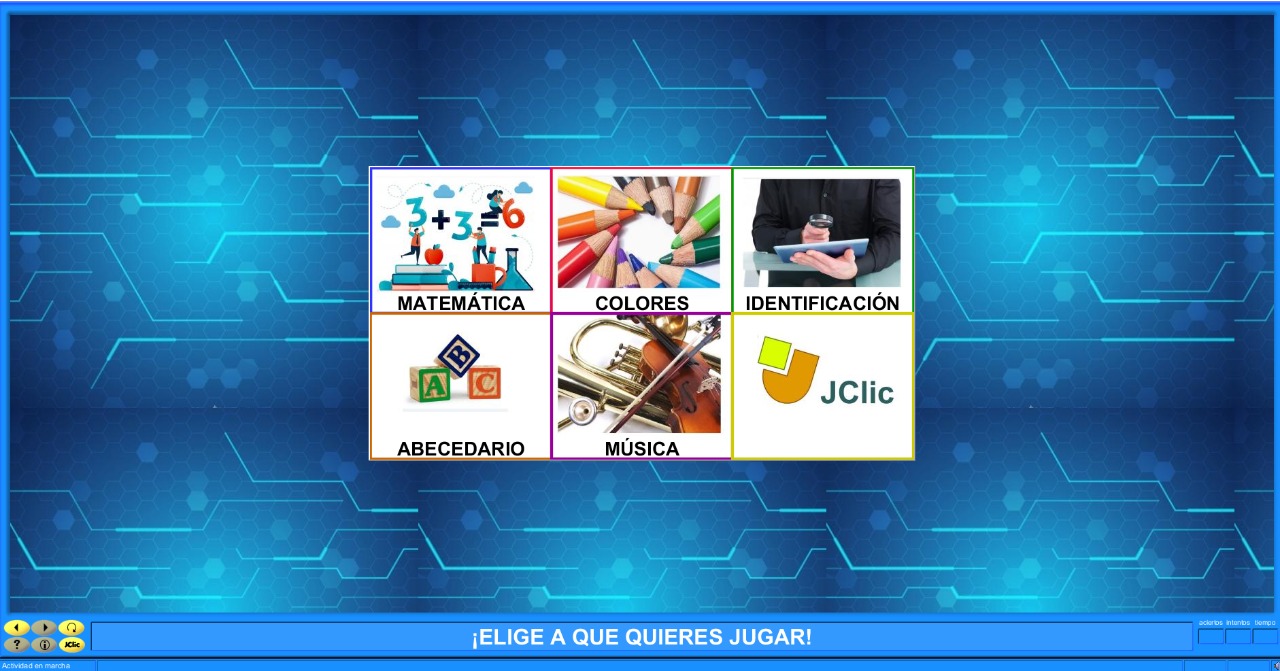 3+3=6
MATEMÁTICA
COLORES
IDENTIFICACIÓN
B
A C
ABECEDARIO
MÚSICA
JClic
¡ELIGE A QUE QUIERES JUGAR!
?
i
JClic
aciertos intentos tiempo
Actividad en marcha